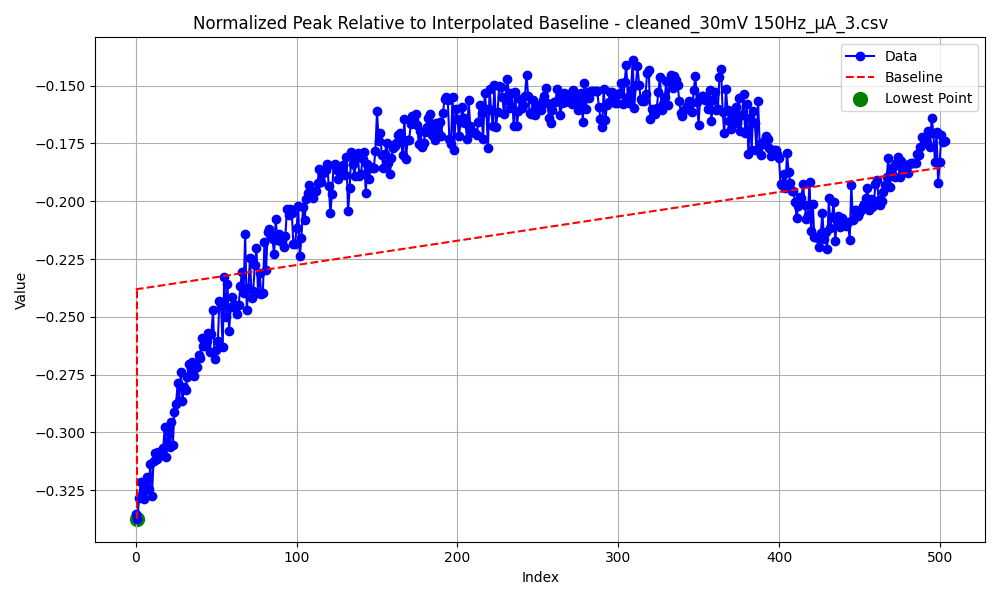 Normalized Peak Relative to Interpolated Baseline - cleaned_30mV 150Hz_μA_3.csv
Data
Baseline
Lowest Point
Value
−0.150
−0.175
−0.200
−0.225
−0.250
−0.275
−0.300
−0.325
0 100 200 300 400 500
Index